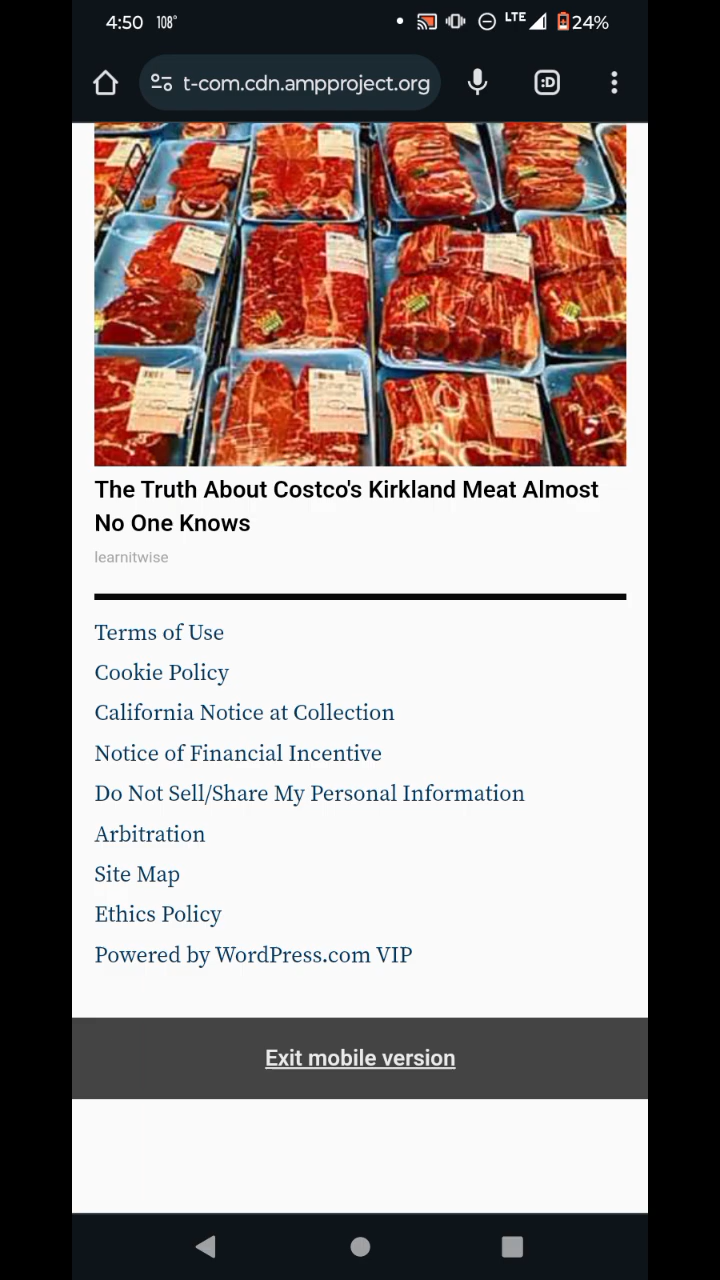 4:50 108° LTE 24%
t-com.cdn.ampproject.org :D
The Truth About Costco's Kirkland Meat Almost
No One Knows
learnitwise
Terms of Use
Cookie Policy
California Notice at Collection
Notice of Financial Incentive
Do Not Sell/Share My Personal Information
Arbitration
Site Map
Ethics Policy
Powered by WordPress.com VIP
Exit mobile version